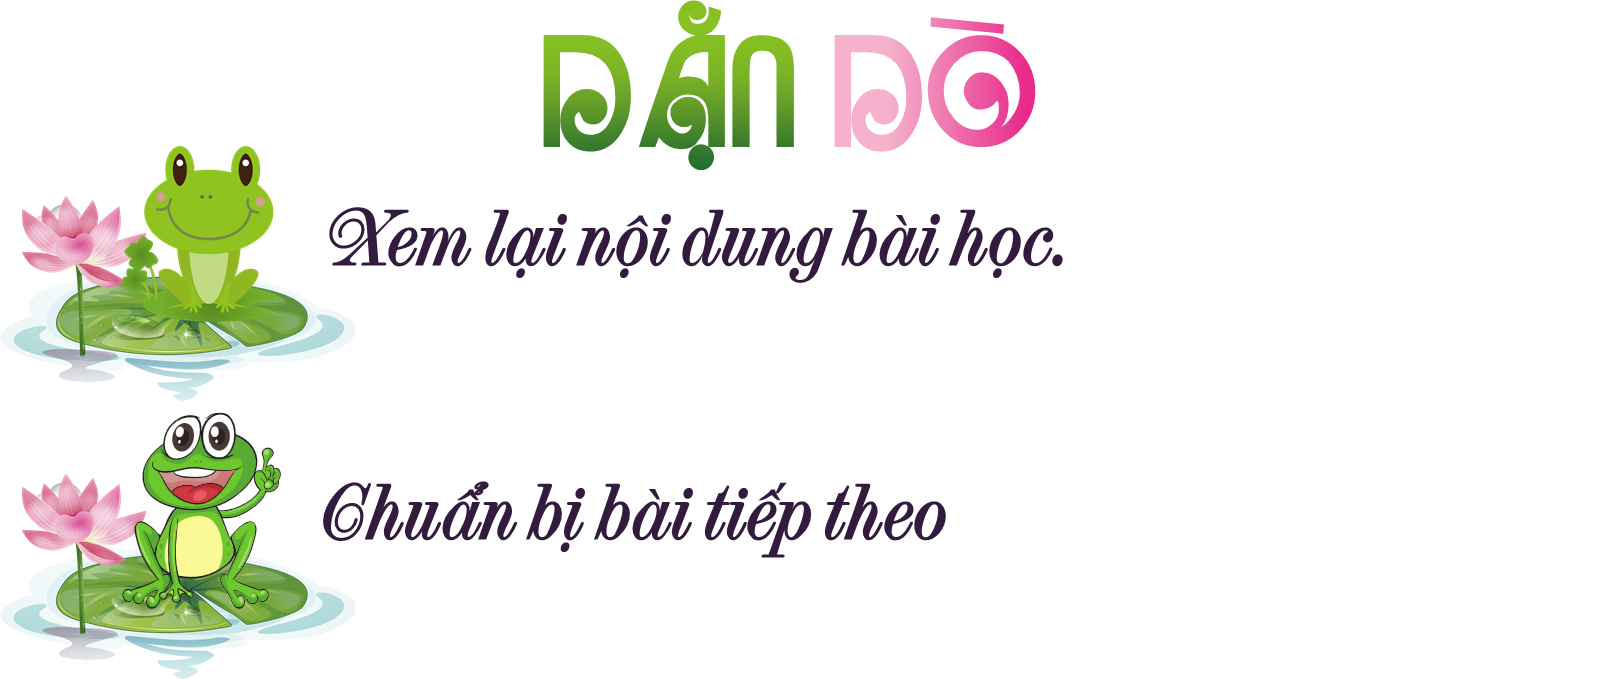 DẶN DÒ
Xem lại nội dung bài học.
Chuẩn bị bài tiếp theo